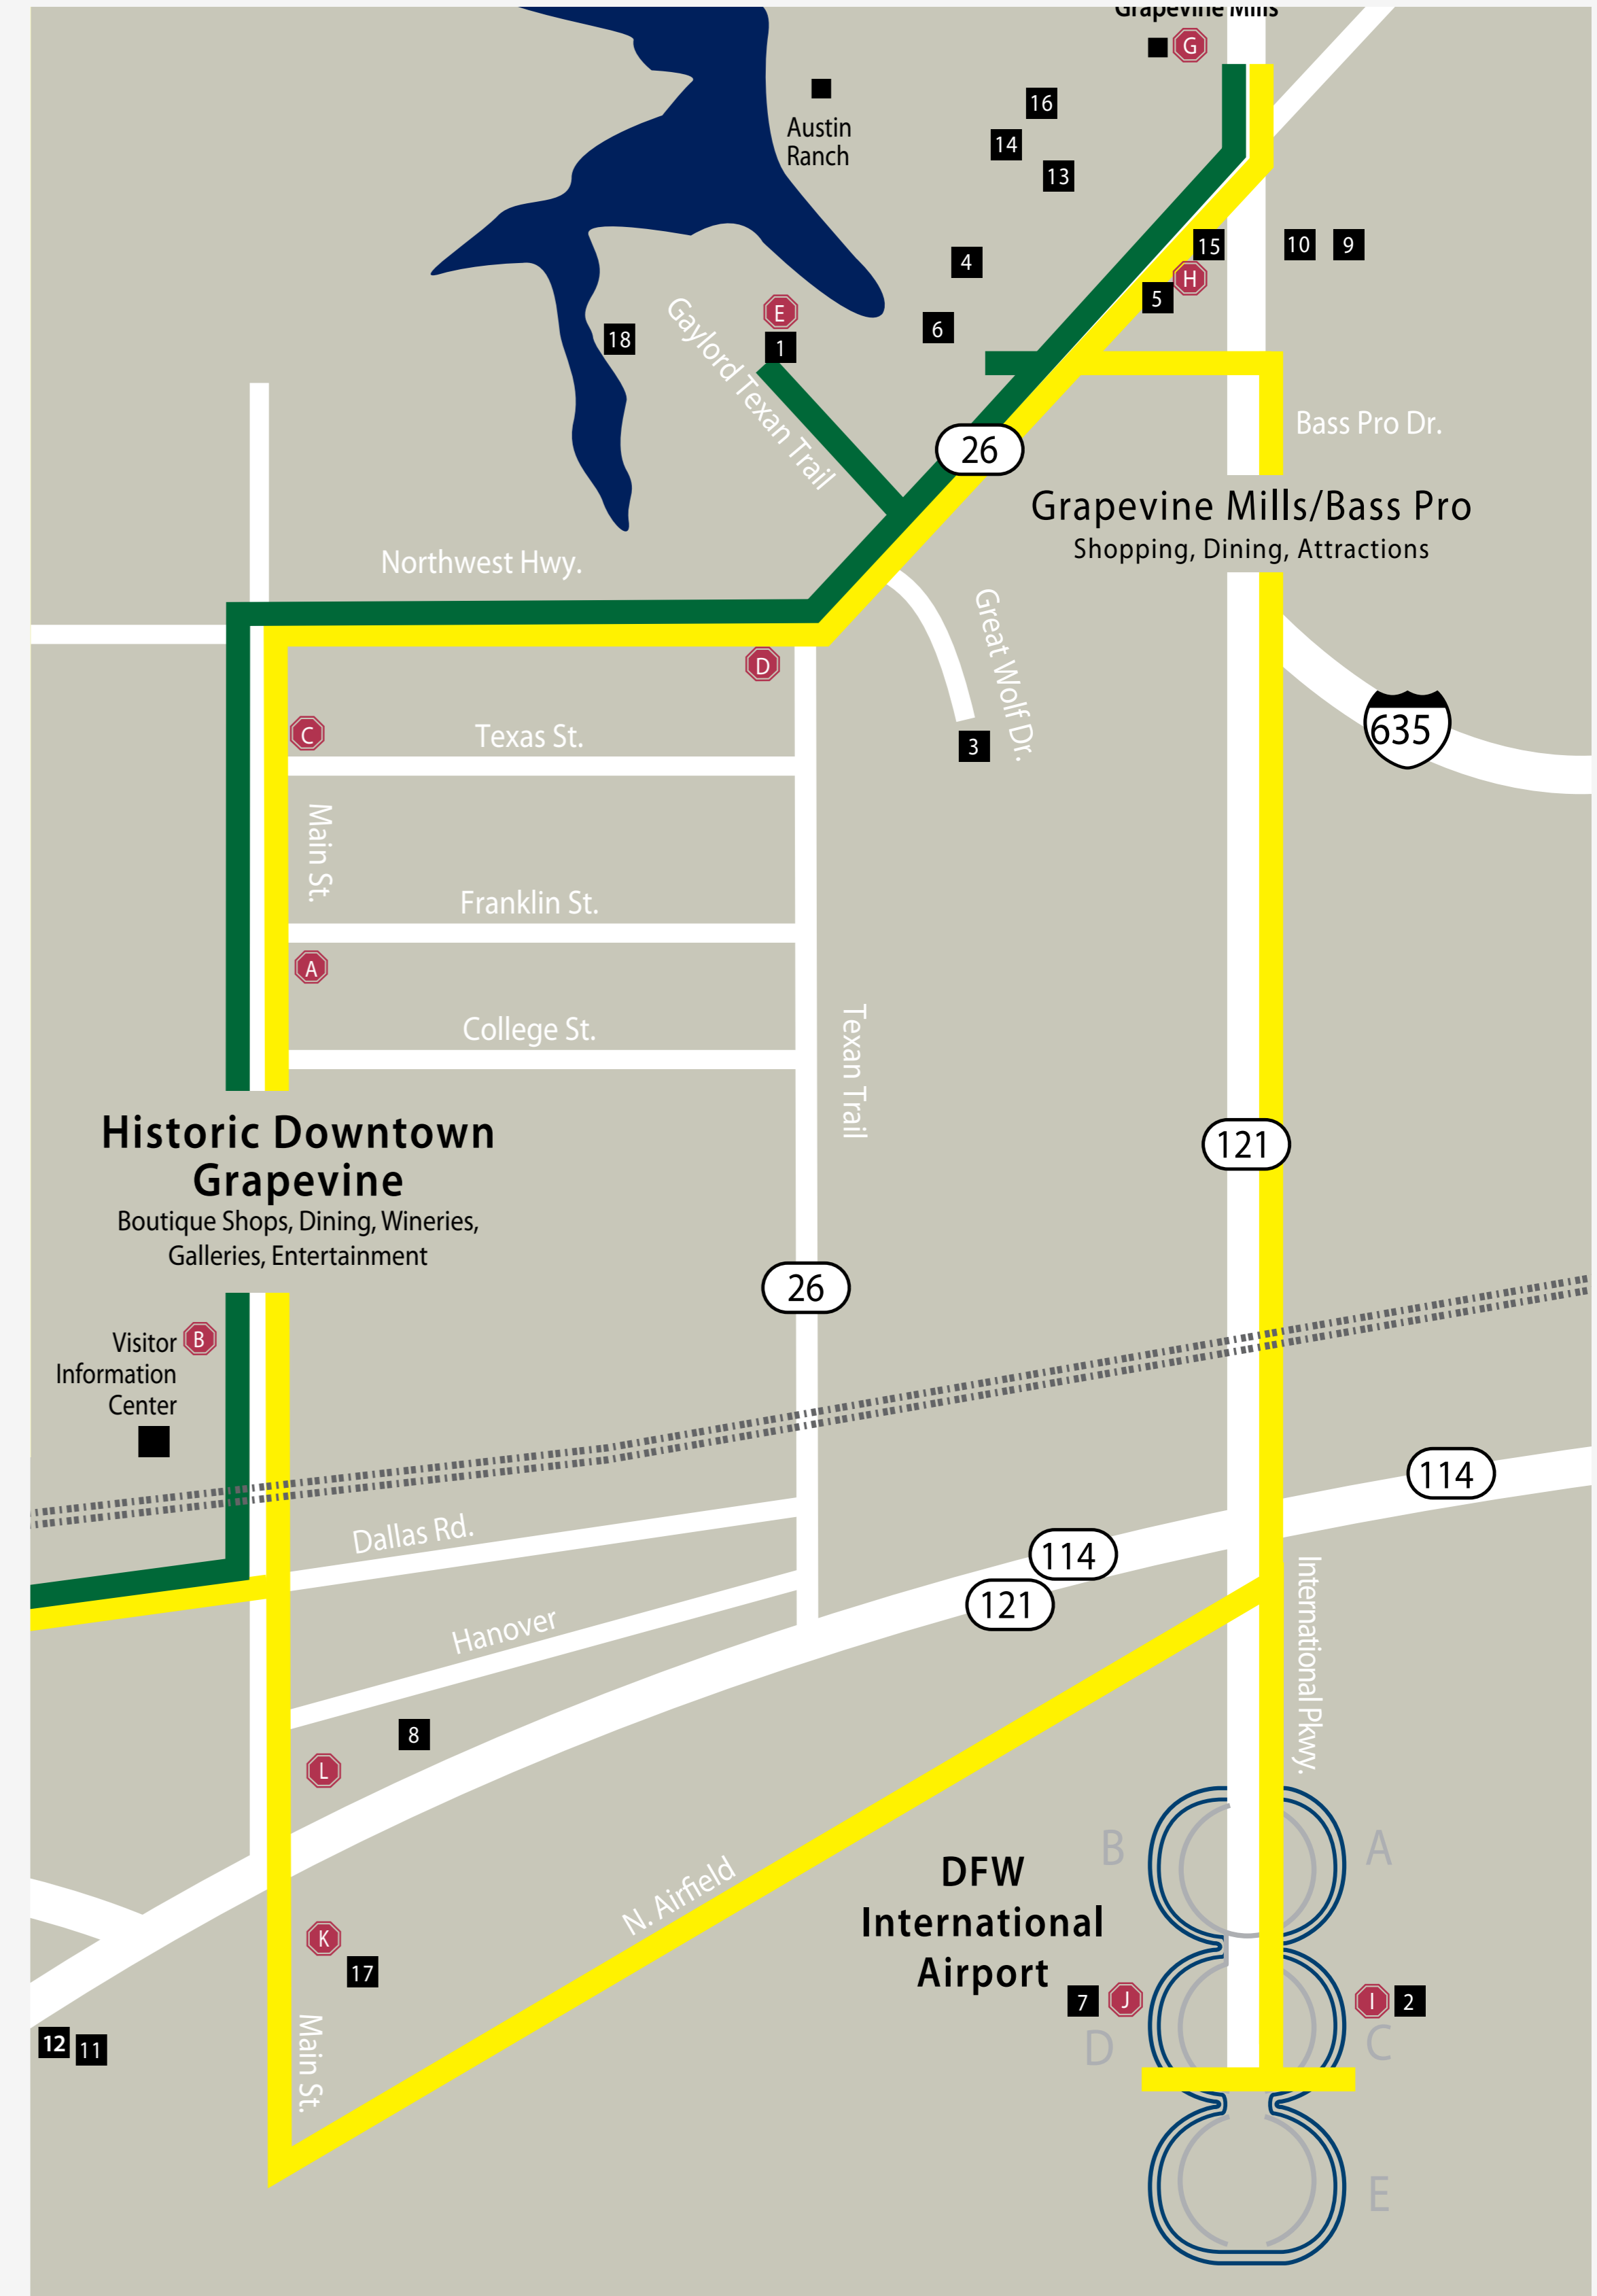 Grapevine Mills
G
16
Austin
Ranch
14
13
15
10
9
4
H
5
E
6
18
1
Gaylord Texan Trail
Bass Pro Dr.
26
Grapevine Mills/Bass Pro
Shopping, Dining, Attractions
Northwest Hwy.
Great Wolf Dr.
D
C
Texas St.
635
3
Main St.
Franklin St.
A
College St.
Texan Trail
Historic Downtown
Grapevine
Boutique Shops, Dining, Wineries,
Galleries, Entertainment
121
26
Visitor
Information
Center
B
114
Dallas Rd.
114
121
Hanover
International Pkwy.
8
L
B
A
DFW
International
Airport
N. Airfield
K
17
7
J
I
2
12
11
Main St.
D
C
E